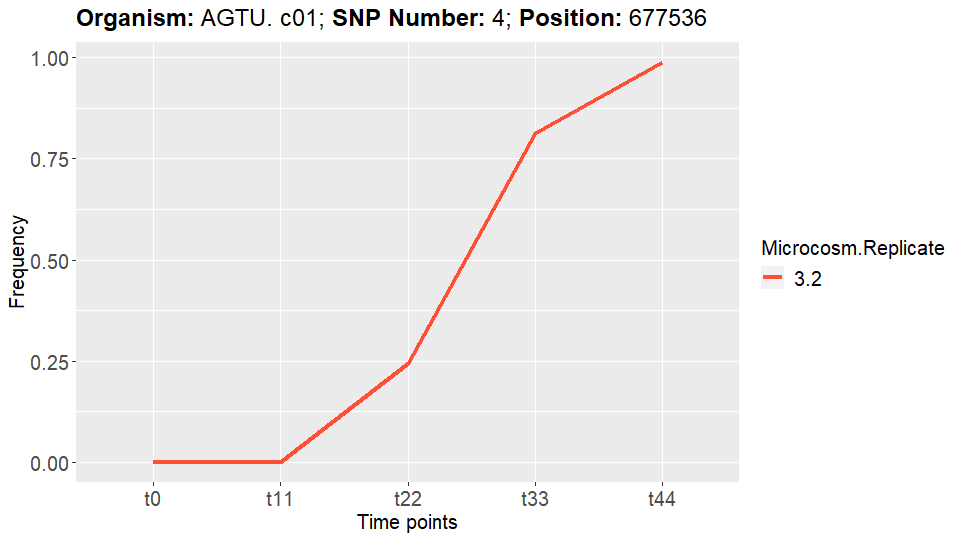 Organism: AGTU. c01; SNP Number: 4; Position: 677536
1.00
0.75
0.50
0.25
0.00
Frequency
t0 t11 t22 t33 t44
Time points
Microcosm.Replicate
3.2